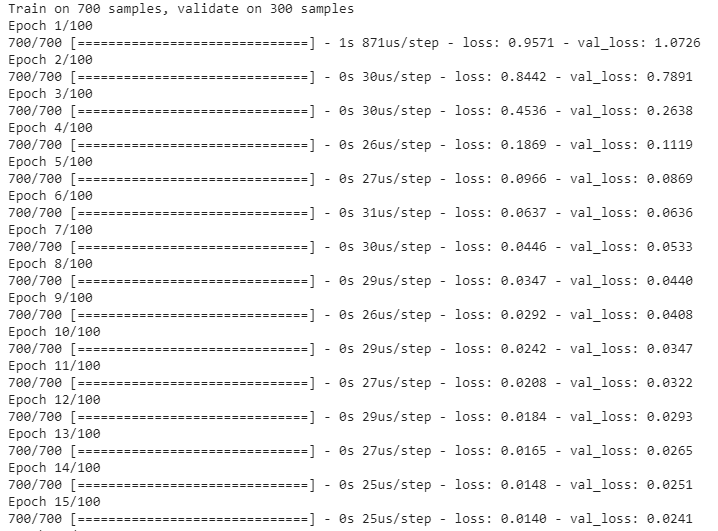 Train on 700 samples, validate on 300 samples
Epoch 1/100
700/700 [==============================] - 1s 871us/step - loss: 0.9571 - val_loss: 1.0726
Epoch 2/100
700/700 [==============================] - 0s 30us/step - loss: 0.8442 - val_loss: 0.7891
Epoch 3/100
700/700 [==============================] - 0s 30us/step - loss: 0.4536 - val_loss: 0.2638
Epoch 4/100
700/700 [==============================] - 0s 26us/step - loss: 0.1869 - val_loss: 0.1119
Epoch 5/100
700/700 [==============================] - 0s 27us/step - loss: 0.0966 - val_loss: 0.0869
Epoch 6/100
700/700 [==============================] - 0s 31us/step - loss: 0.0637 - val_loss: 0.0636
Epoch 7/100
700/700 [==============================] - 0s 30us/step - loss: 0.0446 - val_loss: 0.0533
Epoch 8/100
700/700 [==============================] - 0s 29us/step - loss: 0.0347 - val_loss: 0.0440
Epoch 9/100
700/700 [==============================] - 0s 26us/step - loss: 0.0292 - val_loss: 0.0408
Epoch 10/100
700/700 [==============================] - 0s 29us/step - loss: 0.0242 - val_loss: 0.0347
Epoch 11/100
700/700 [==============================] - 0s 27us/step - loss: 0.0208 - val_loss: 0.0322
Epoch 12/100
700/700 [==============================] - 0s 29us/step - loss: 0.0184 - val_loss: 0.0293
Epoch 13/100
700/700 [==============================] - 0s 27us/step - loss: 0.0165 - val_loss: 0.0265
Epoch 14/100
700/700 [==============================] - 0s 25us/step - loss: 0.0148 - val_loss: 0.0251
Epoch 15/100
700/700 [==============================] - 0s 25us/step - loss: 0.0140 - val_loss: 0.0241